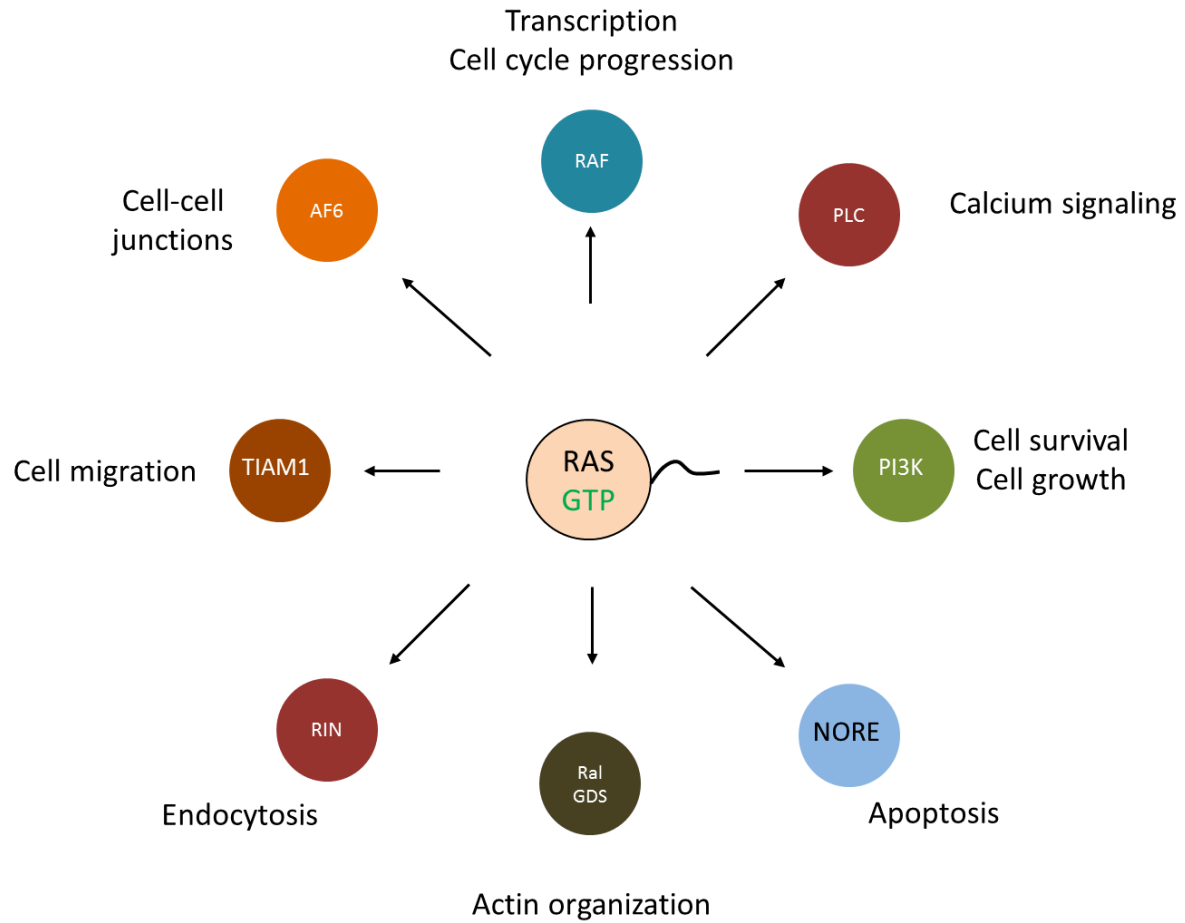 Transcription
Cell cycle progression
RAF
Cell-cell
junctions
AF6
PLC
Calcium signaling
Cell migration
TIAM1
RAS
GTP
PI3K
Cell survival
Cell growth
RIN
Endocytosis
Ral
GDS
NORE
Apoptosis
Actin organization